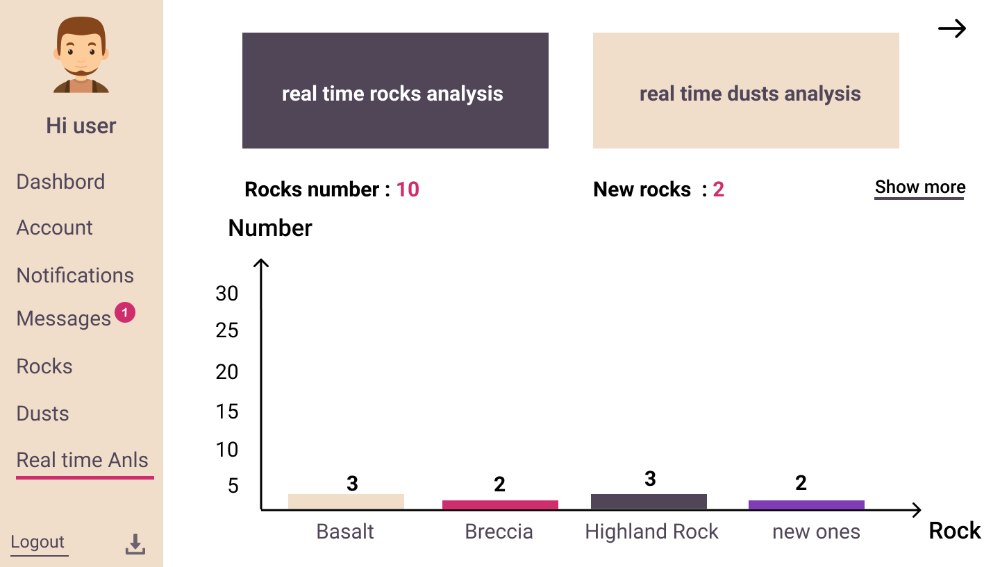 Hi user
Dashbord
Account
Notifications
Messages 1
Rocks
Dusts
Real time Anls
Logout
real time rocks analysis
real time dusts analysis
Rocks number : 10
New rocks : 2
Show more
Number
30
25
20
15
10
5
3
2
3
2
Basalt
Breccia
Highland Rock
new ones
Rock